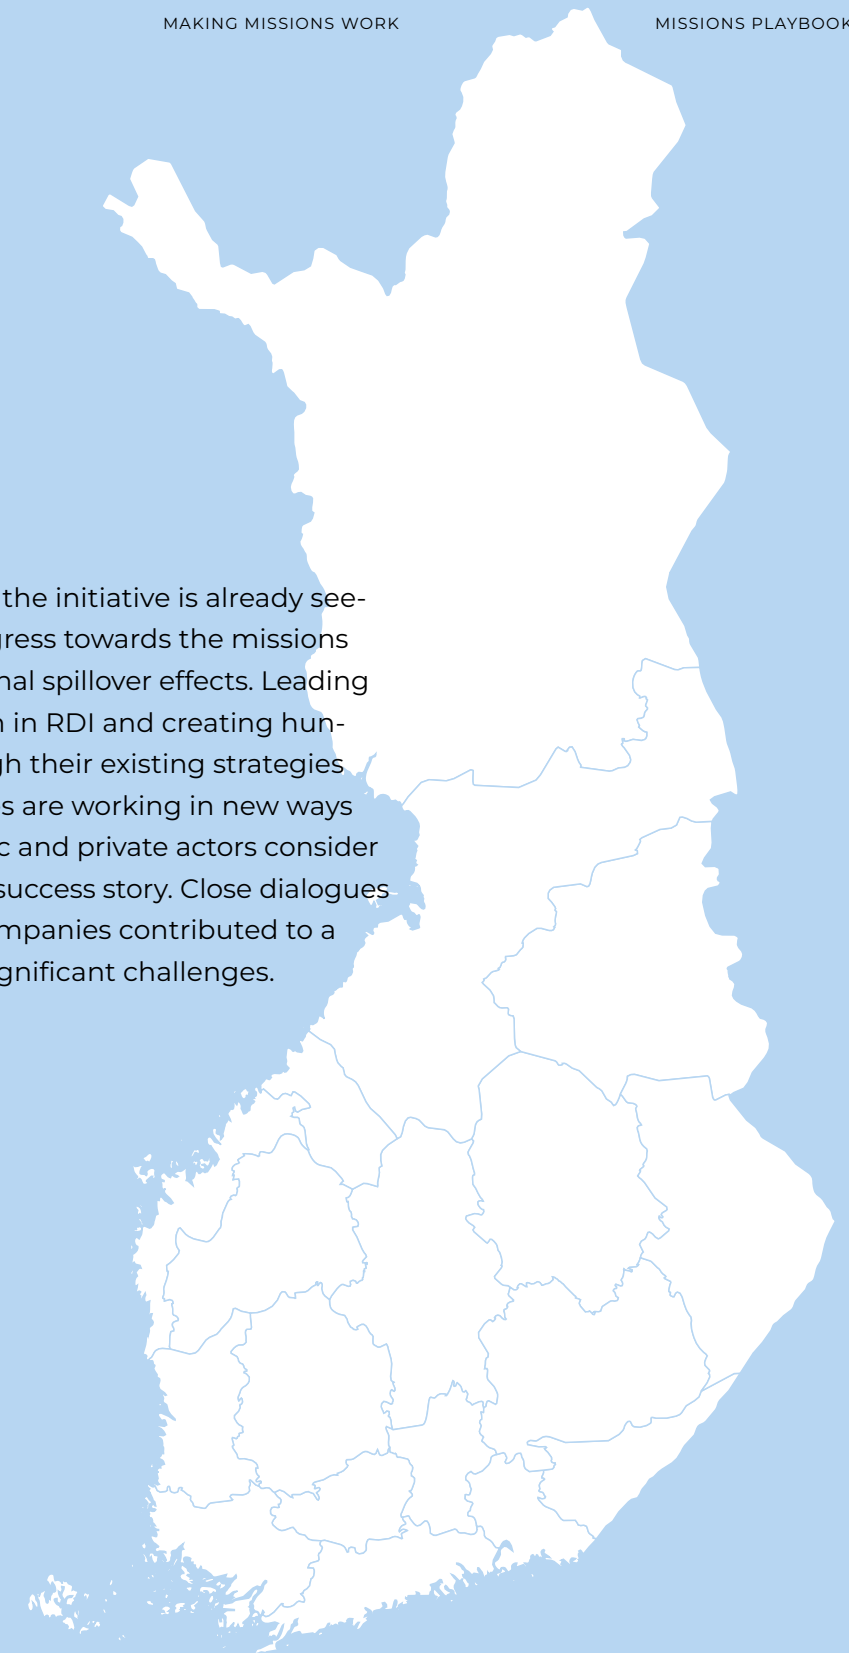 MAKING MISSIONS WORK
MISSIONS PLAYBOOK
the initiative is already see-
gress towards the missions
nal spillover effects. Leading
in RDI and creating hun-
gh their existing strategies
s are working in new ways
c and private actors consider
success story. Close dialogues
mpanies contributed to a
gnificant challenges.